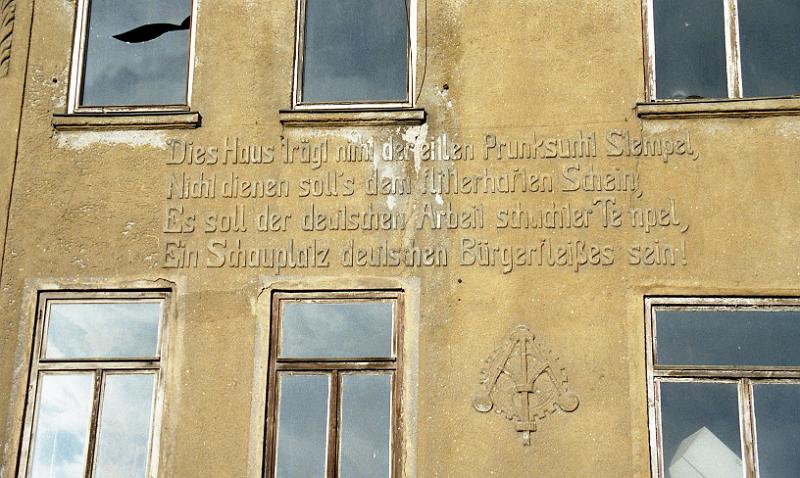 Dies Haus trägt nicht der eitlen Prunksucht Stempel,
Nicht dienen soll's dem flitterhaften Schein,
Es soll der deutschen Arbeit schlichter Tempel,
Ein Schauplatz deutschen Bürgerfleißes sein!